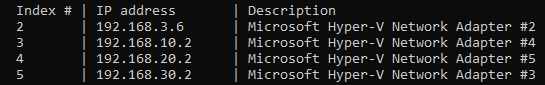 Index # | IP address | Description
2 | 192.168.3.6 | Microsoft Hyper-V Network Adapter #2
3 | 192.168.10.2 | Microsoft Hyper-V Network Adapter #4
4 | 192.168.20.2 | Microsoft Hyper-V Network Adapter #5
5 | 192.168.30.2 | Microsoft Hyper-V Network Adapter #3